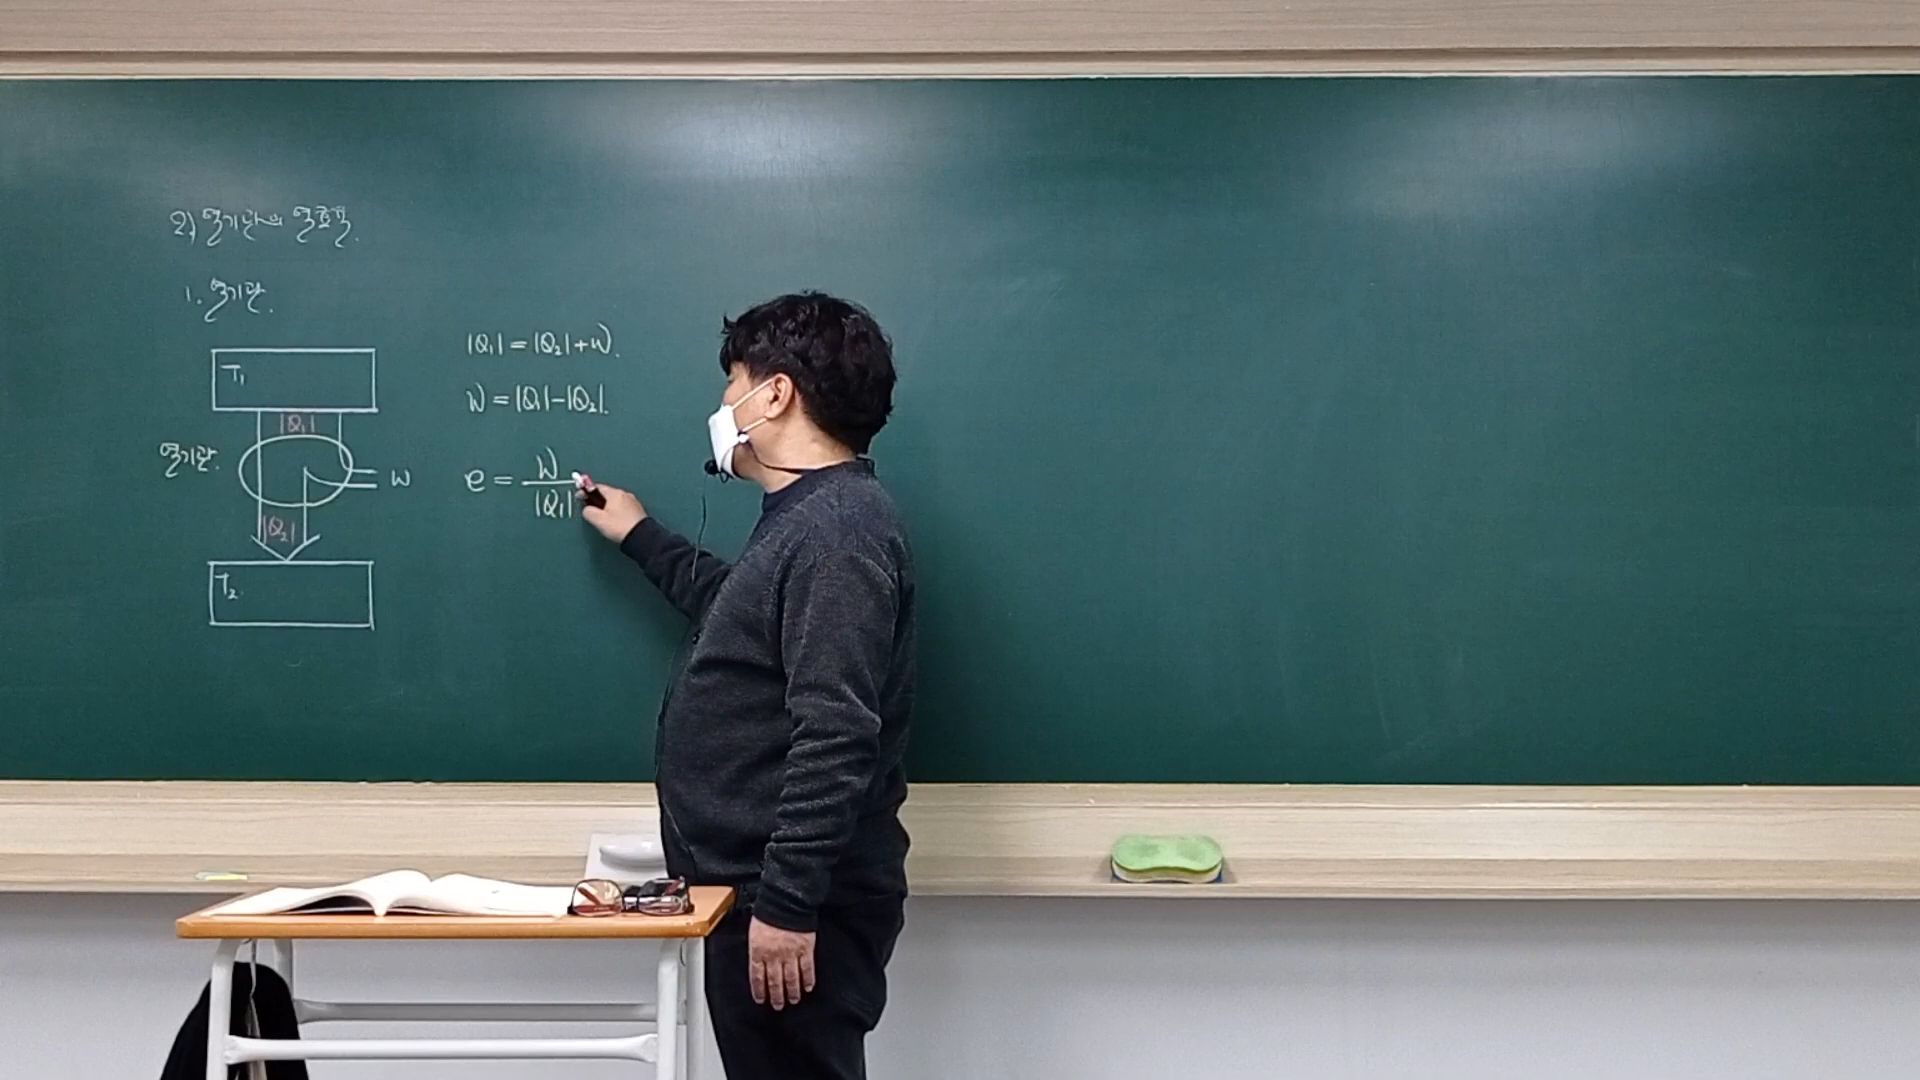 2) 열기관의 열효율.
1. 열기관.
T₁
|Q₁|
열기관.
W
|Q₂|
T₂
|Q₁| = |Q₂| + W.
W = |Q₁| - |Q₂|.
e = W / |Q₁|